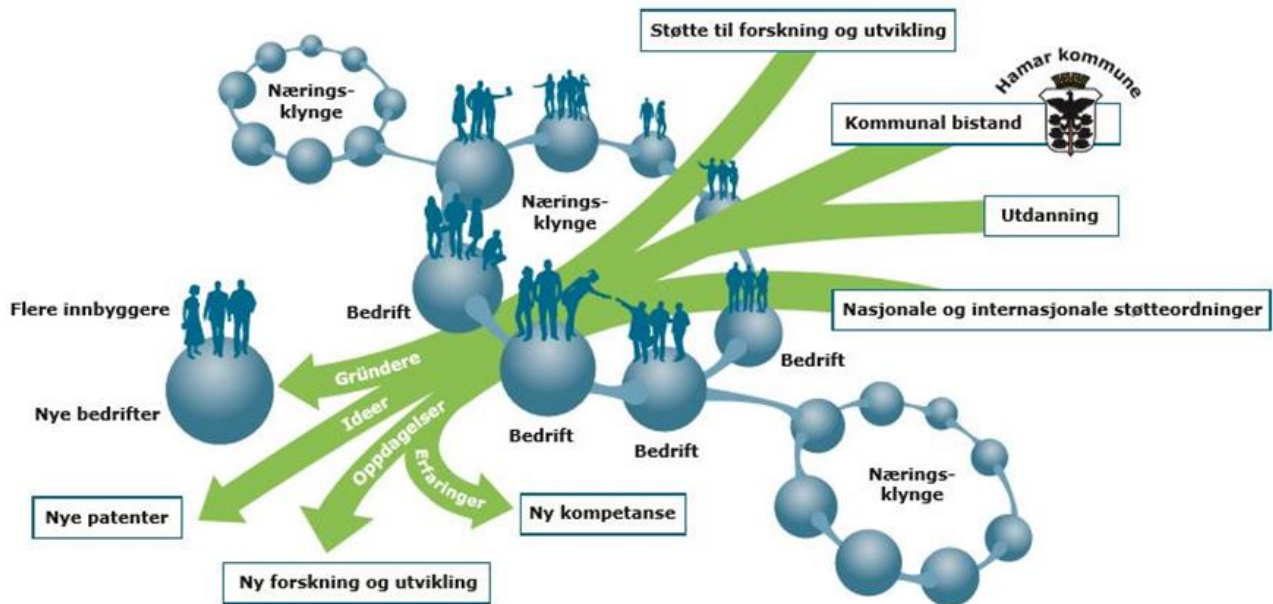 Støtte til forskning og utvikling
Hamar kommune
Nærings-
klynge
Kommunal bistand
Nærings-
klynge
Utdanning
Flere innbyggere
Bedrift
Nasjonale og internasjonale støtteordninger
Gründere
Bedrift
Nye bedrifter
Ideer
Bedrift
Bedrift
Oppdagelser
Erfaringer
Nærings-
klynge
Nye patenter
Ny kompetanse
Ny forskning og utvikling